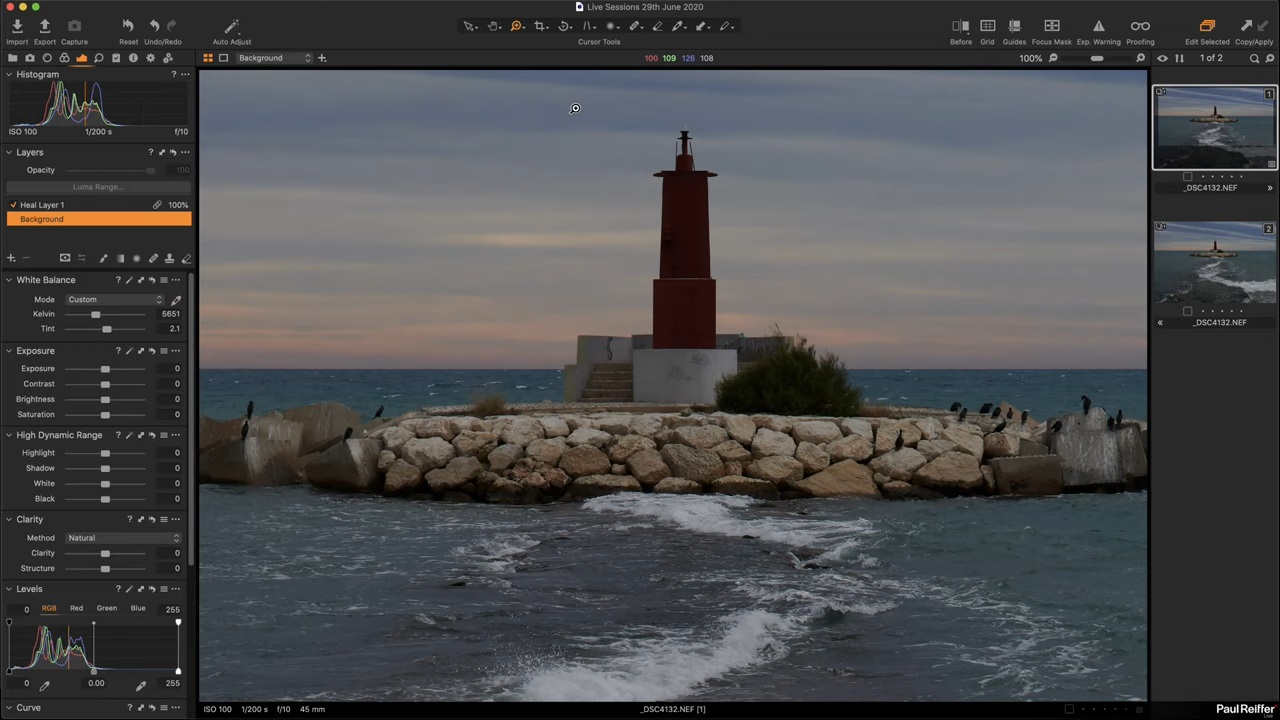 Live Sessions 29th June 2020
Import Export Capture Reset Undo/Redo Auto Adjust Cursor Tools Before Grid Guides Focus Mask Exp. Warning Proofing Edit Selected Copy/Apply
Background 100 109 126 108 100% 1 of 2
Histogram ?
ISO 100 1/200 s f/10
Layers ?
Opacity 100
Luma Range...
Heal Layer 1 100%
Background
White Balance ?
Mode Custom
Kelvin 5651
Tint 2.1
Exposure ?
Exposure 0
Contrast 0
Brightness 0
Saturation 0
High Dynamic Range ?
Highlight 0
Shadow 0
White 0
Black 0
Clarity ?
Method Natural
Clarity 0
Structure 0
Levels ?
0 RGB Red Green Blue 255
0 0.00 255
Curve ?
1
_DSC4132.NEF
2
_DSC4132.NEF
ISO 100 1/200 s f/10 45 mm _DSC4132.NEF [1]
Paul Reiffer
Live